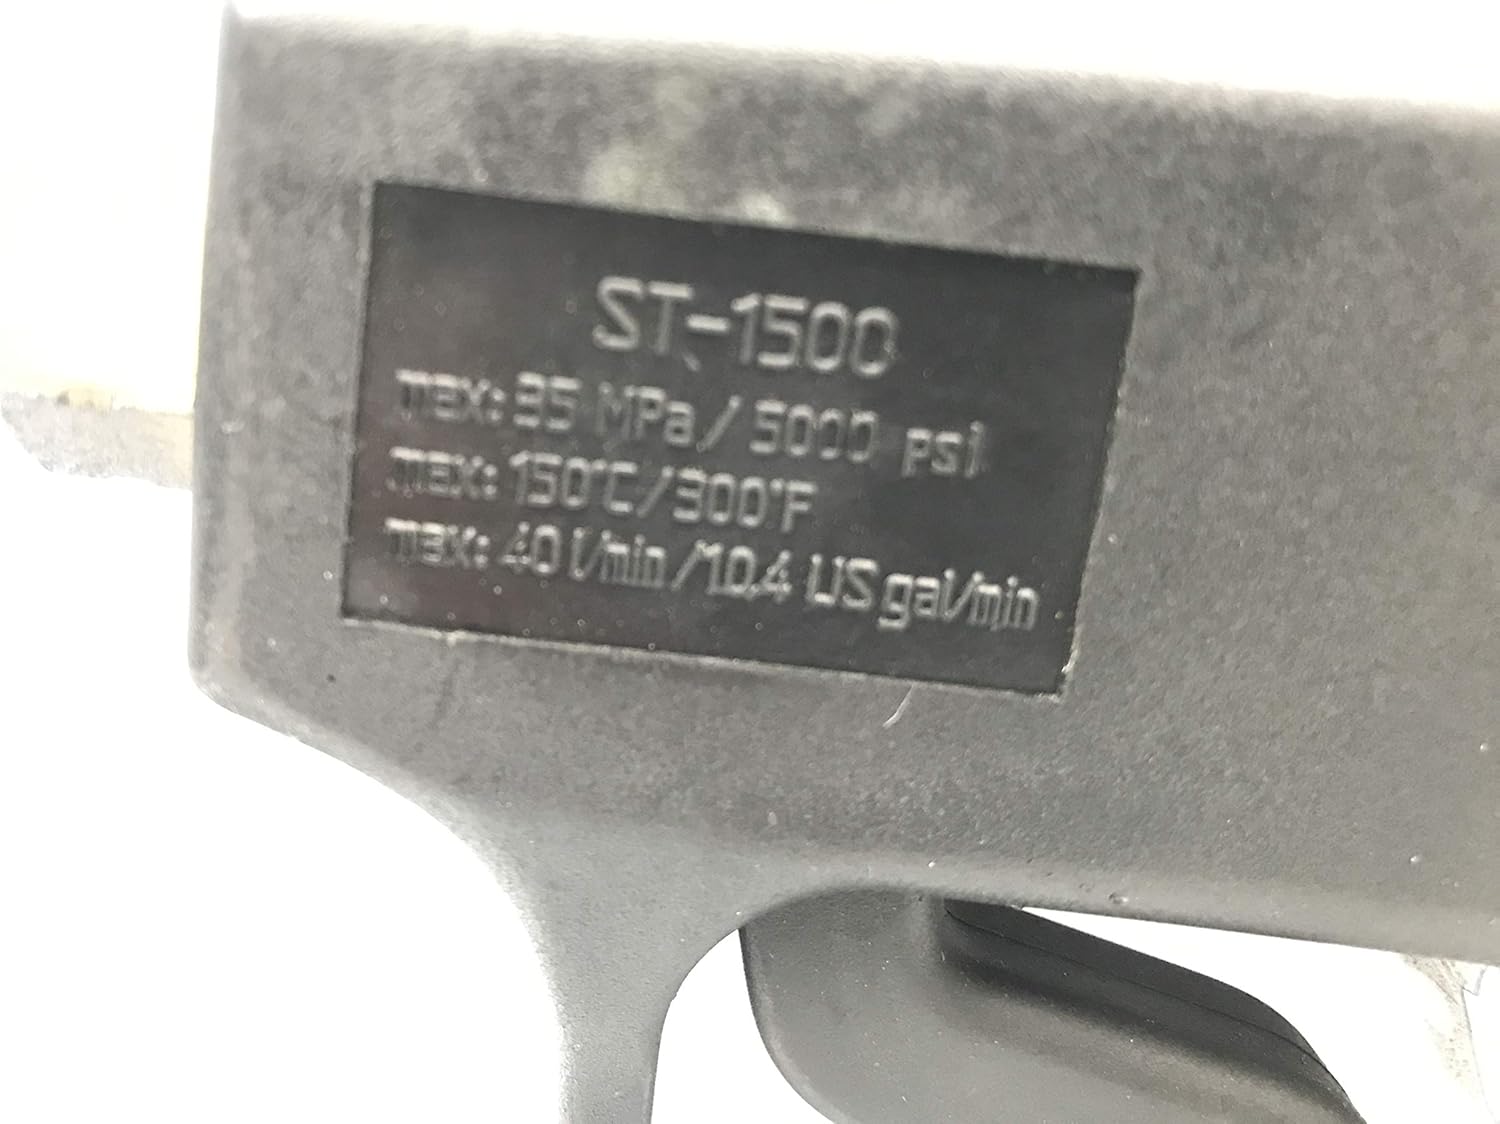 ST-1500
max: 35 MPa / 5000 psi
max: 150°C / 300°F
max: 40 l/min / 10,4 US gal/min